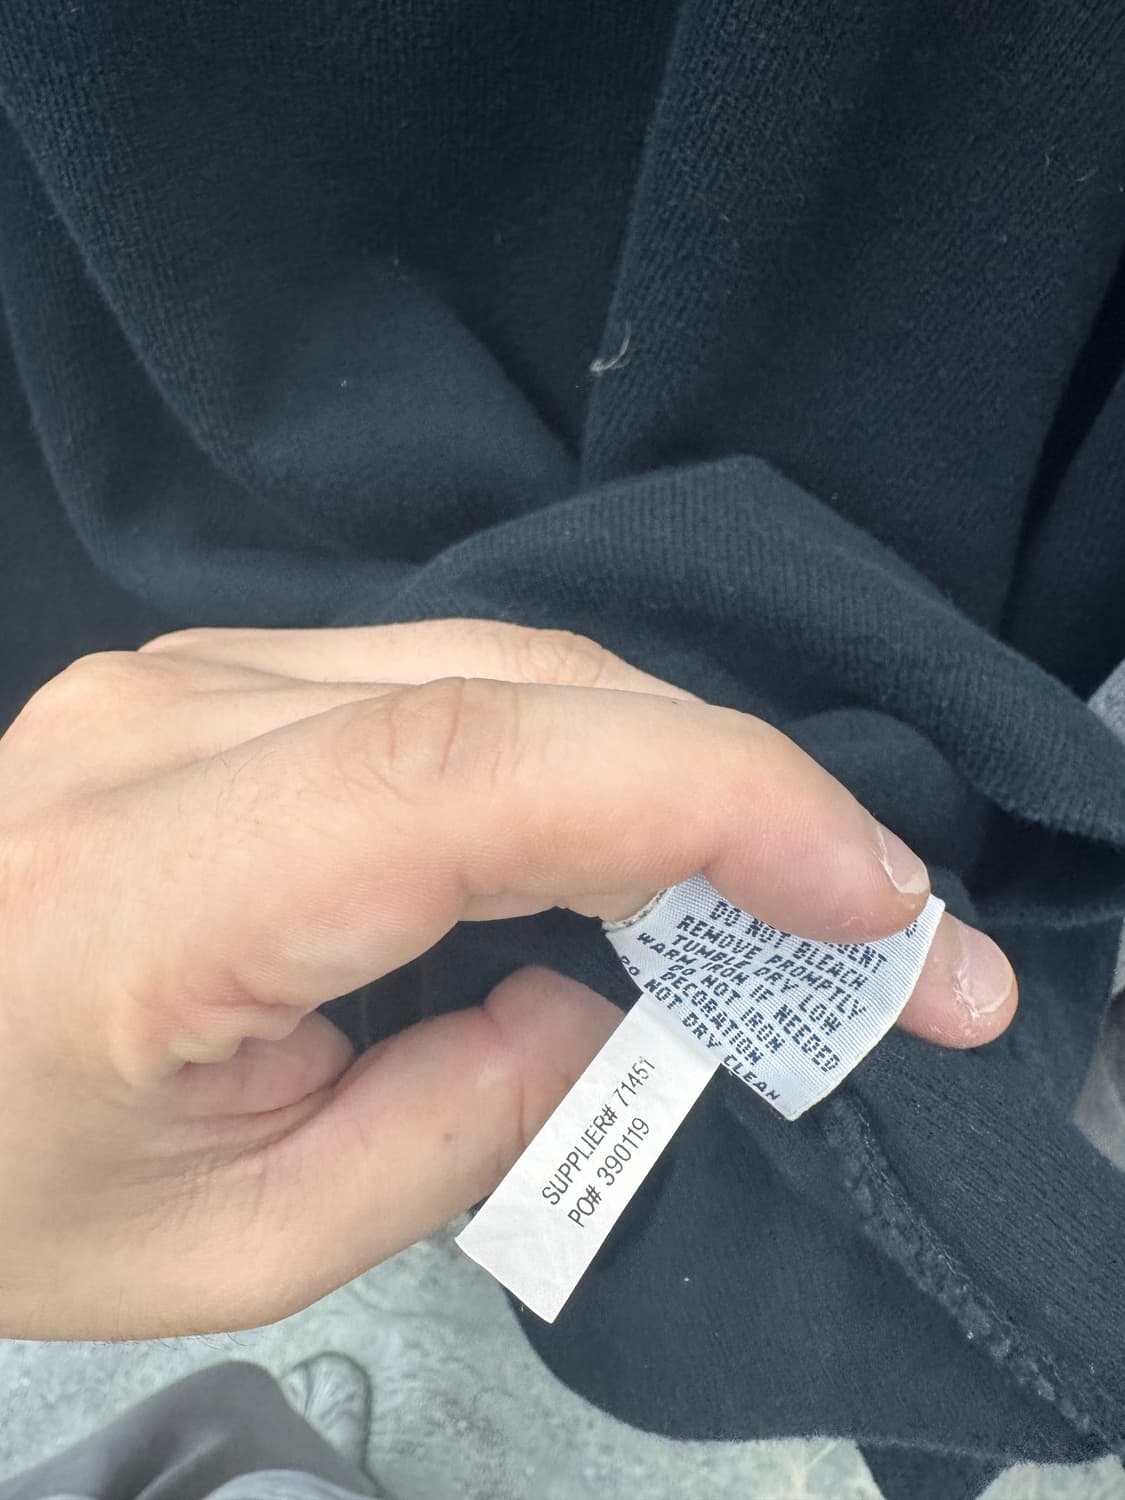 DO NOT BLEACH
REMOVE PROMPTLY
TUMBLE DRY LOW
WARM IRON IF NEEDED
DO NOT IRON
DECORATION
DO NOT DRY CLEAN
SUPPLIER# 71451
PO# 390119